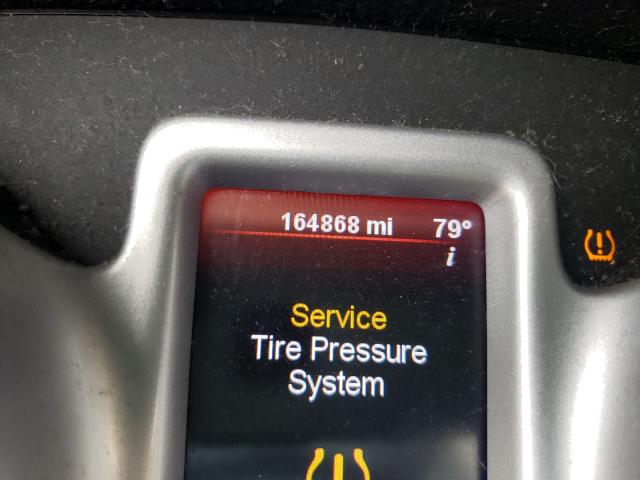 164868 mi 79°
i
Service
Tire Pressure
System